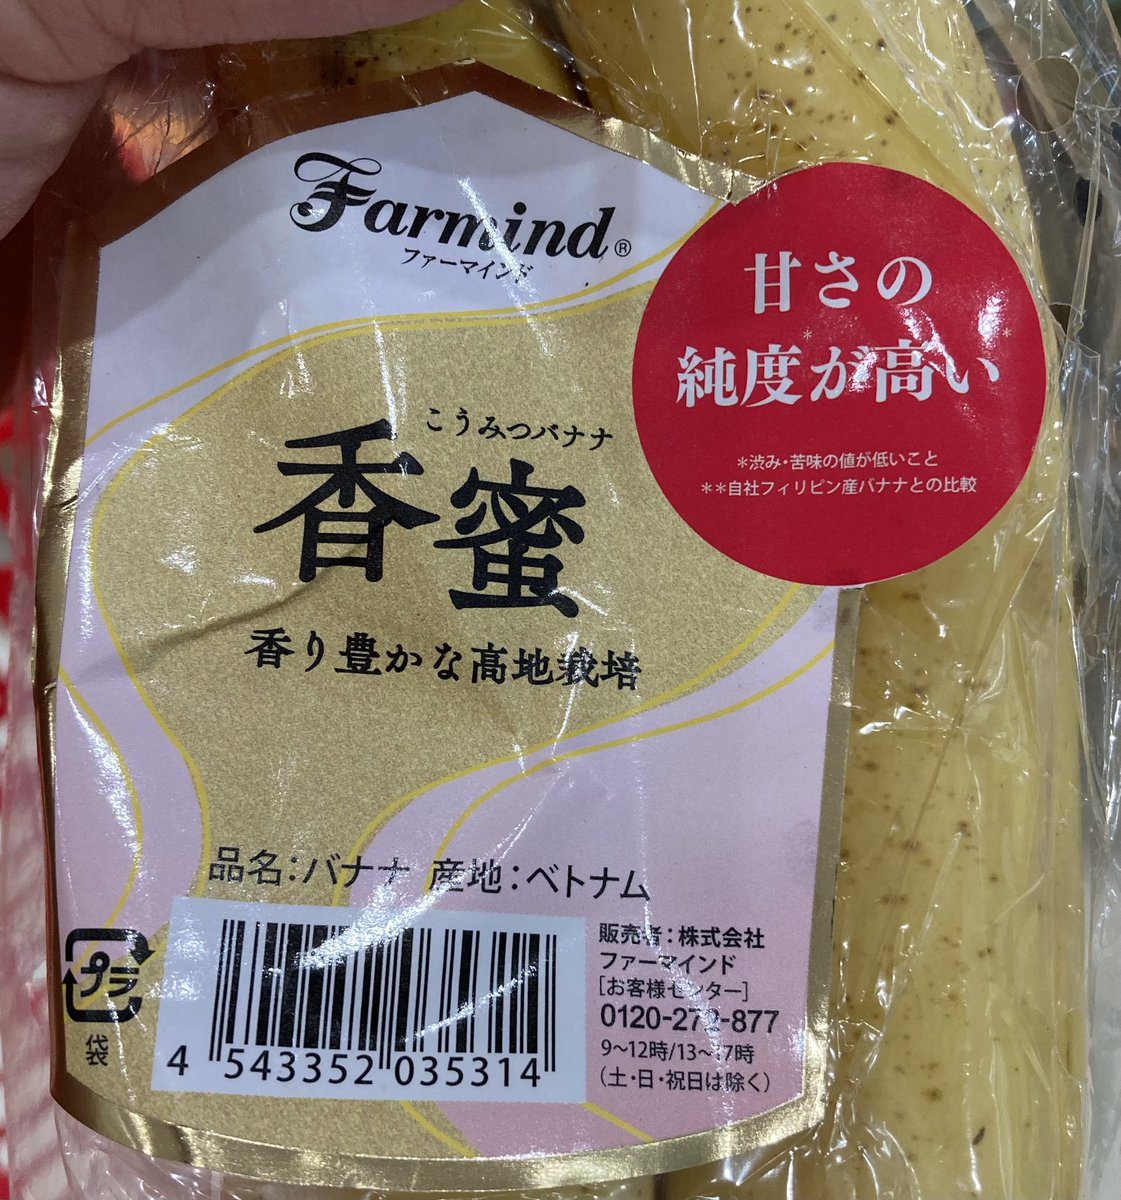 Farmind®
ファーマインド
甘さの
純度*が高い*
*渋み・苦味の値が低いこと
**自社フィリピン産バナナとの比較
こうみつバナナ
香蜜
香り豊かな高地栽培
品名：バナナ 産地：ベトナム
プラ
袋
4 543352 035314
販売者：株式会社
ファーマインド
[お客様センター]
0120-272-877
9～12時/13～17時
(土・日・祝日は除く)